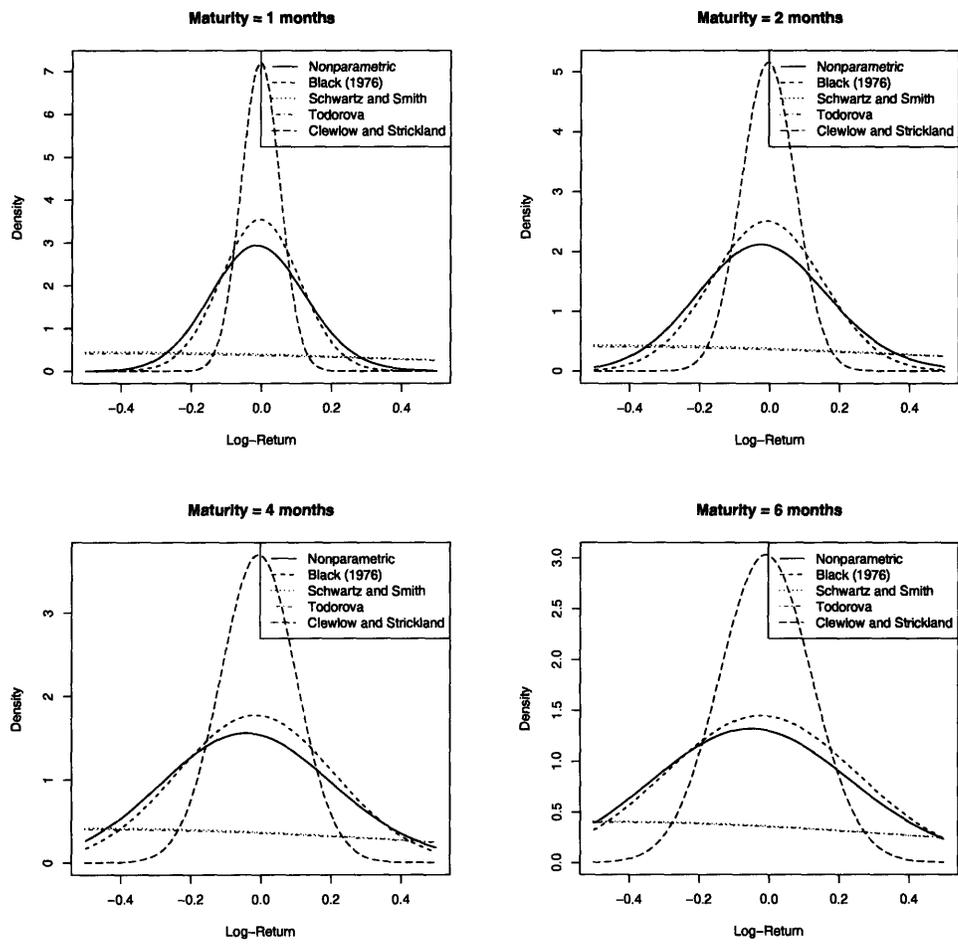 Maturity = 1 months
Density
7
6
5
4
3
2
1
0
Nonparametric
Black (1976)
Schwartz and Smith
Todorova
Clewlow and Strickland
−0.4 −0.2 0.0 0.2 0.4
Log−Return
Maturity = 2 months
Density
5
4
3
2
1
0
Nonparametric
Black (1976)
Schwartz and Smith
Todorova
Clewlow and Strickland
−0.4 −0.2 0.0 0.2 0.4
Log−Return
Maturity = 4 months
Density
3
2
1
0
Nonparametric
Black (1976)
Schwartz and Smith
Todorova
Clewlow and Strickland
−0.4 −0.2 0.0 0.2 0.4
Log−Return
Maturity = 6 months
Density
3.0
2.5
2.0
1.5
1.0
0.5
0.0
Nonparametric
Black (1976)
Schwartz and Smith
Todorova
Clewlow and Strickland
−0.4 −0.2 0.0 0.2 0.4
Log−Return